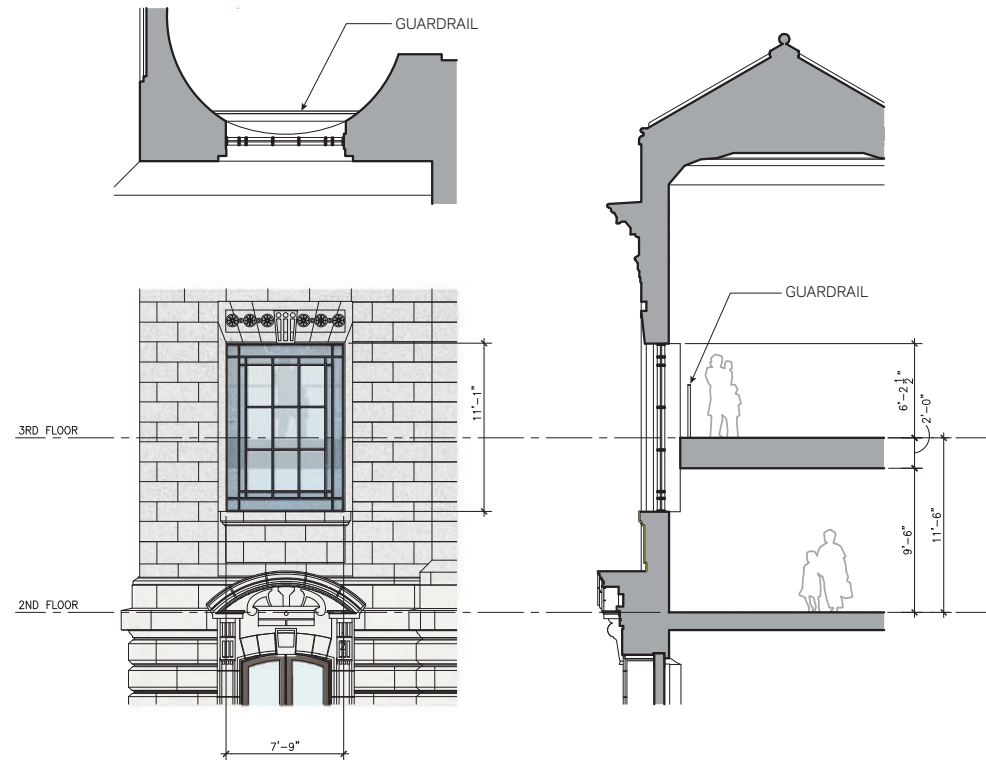 GUARDRAIL
GUARDRAIL
3RD FLOOR
11'-1"
6'-2 1/2"
2'-0"
9'-6"
11'-6"
2ND FLOOR
7'-9"